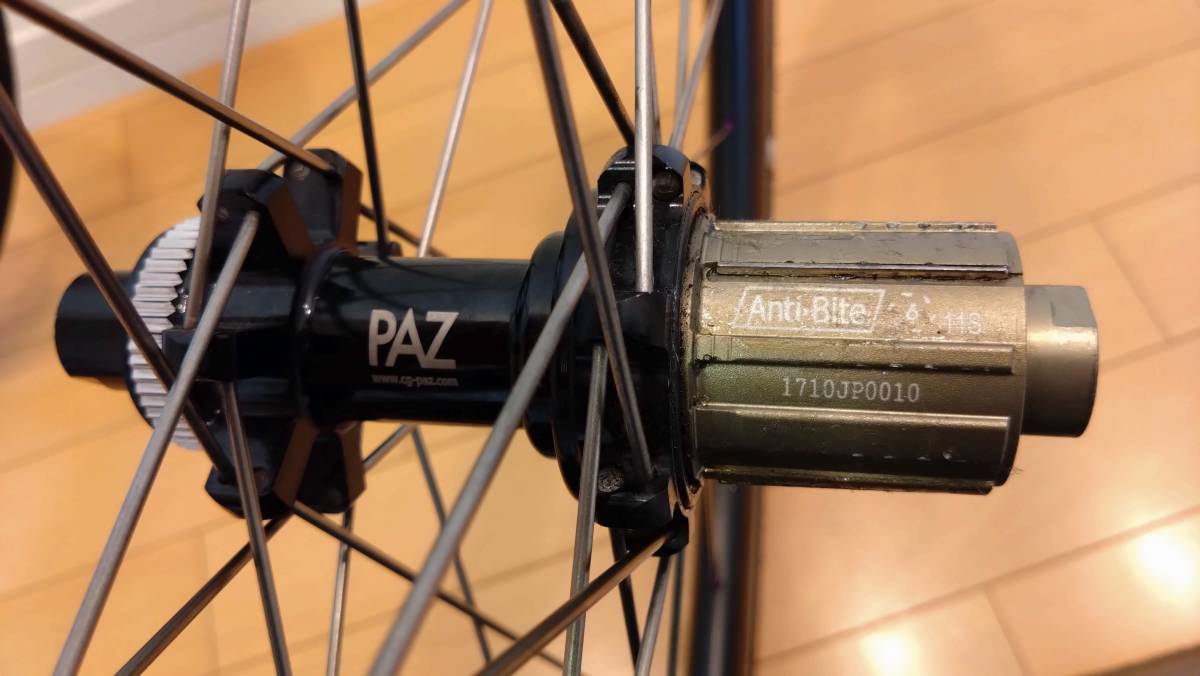 PAZ
www.cg-paz.com
Anti-Bite
11S
1710JP0010